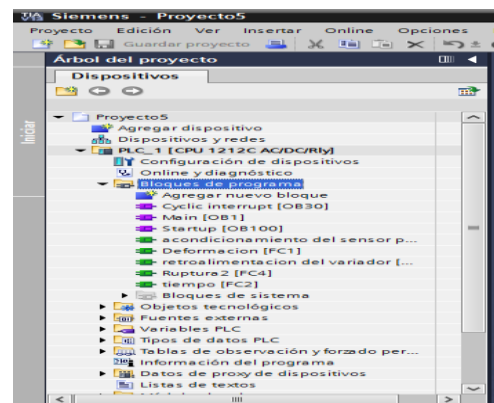 Siemens - Proyecto5
Proyecto Edición Ver Insertar Online Opciones
Guardar proyecto
Árbol del proyecto
Dispositivos
Iniciar
Proyecto5
Agregar dispositivo
Dispositivos y redes
PLC_1 [CPU 1212C AC/DC/Rly]
Configuración de dispositivos
Online y diagnóstico
Bloques de programa
Agregar nuevo bloque
Cyclic interrupt [OB30]
Main [OB1]
Startup [OB100]
acondicionamiento del sensor p...
Deformacion [FC1]
retroalimentacion del variador [...
Ruptura2 [FC4]
tiempo [FC2]
Bloques de sistema
Objetos tecnológicos
Fuentes externas
Variables PLC
Tipos de datos PLC
Tablas de observación y forzado per...
Información del programa
Datos de proxy de dispositivos
Listas de textos